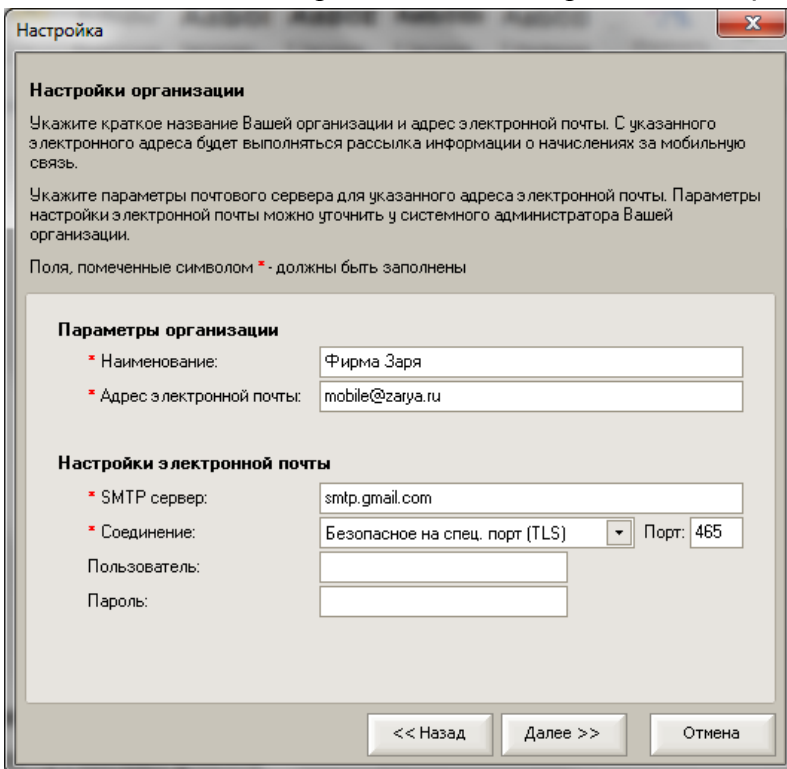 Настройка
Настройки организации
Укажите краткое название Вашей организации и адрес электронной почты. С указанного
электронного адреса будет выполняться рассылка информации о начислениях за мобильную
связь.
Укажите параметры почтового сервера для указанного адреса электронной почты. Параметры
настройки электронной почты можно уточнить у системного администратора Вашей
организации.
Поля, помеченные символом * - должны быть заполнены
Параметры организации
* Наименование: Фирма Заря
* Адрес электронной почты: mobile@zarya.ru
Настройки электронной почты
* SMTP сервер: smtp.gmail.com
* Соединение: Безопасное на спец. порт (TLS) Порт: 465
Пользователь:
Пароль:
<< Назад Далее >> Отмена